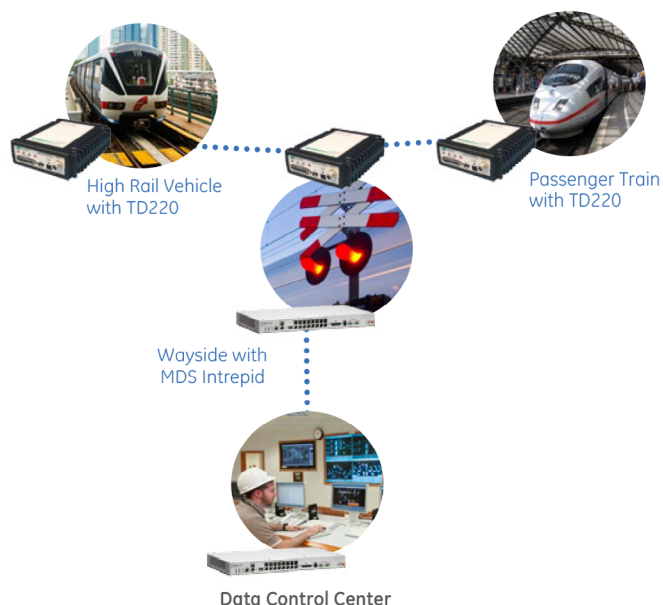 High Rail Vehicle
with TD220
Passenger Train
with TD220
Wayside with
MDS Intrepid
Data Control Center